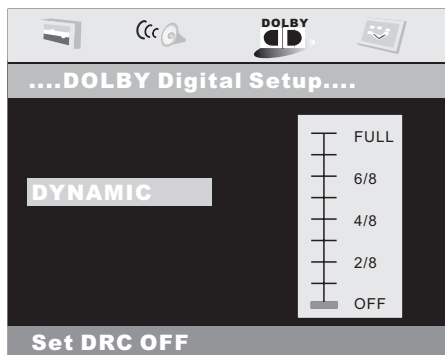 DOLBY
....DOLBY Digital Setup....
FULL
6/8
DYNAMIC
4/8
2/8
OFF
Set DRC OFF